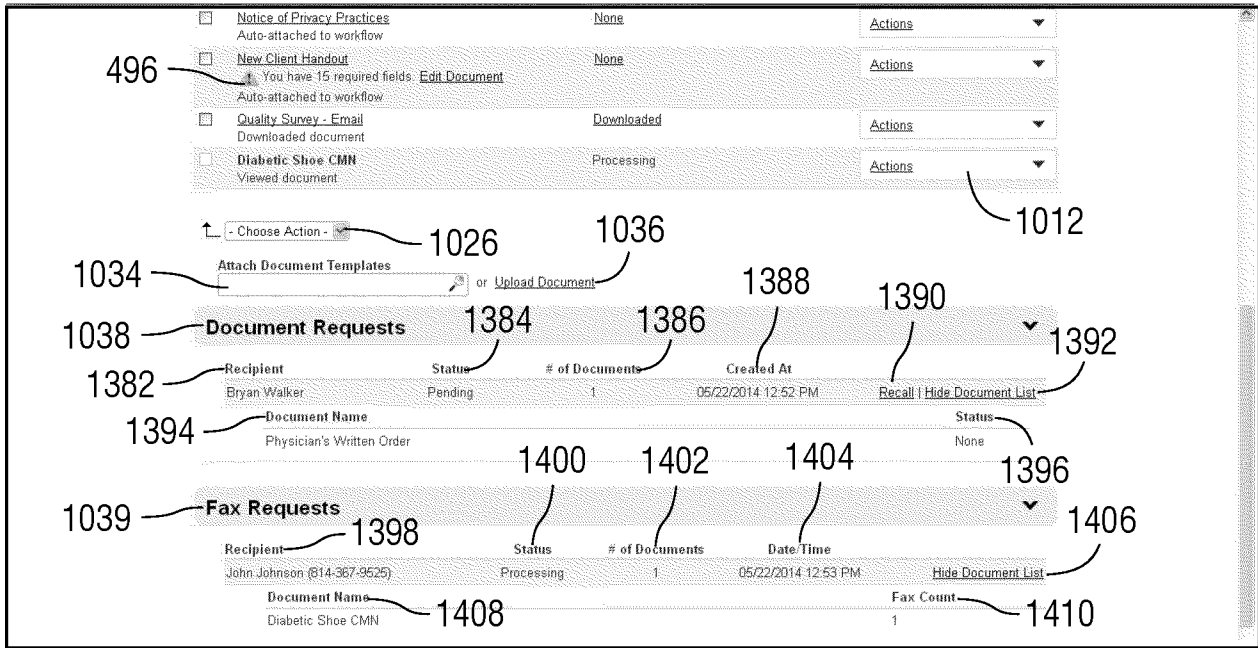 Notice of Privacy Practices None Actions
Auto-attached to workflow
New Client Handout None Actions
496 You have 15 required fields. Edit Document
Auto-attached to workflow
Quality Survey - Email Downloaded Actions
Downloaded document
Diabetic Shoe CMN Processing Actions
Viewed document
1012
- Choose Action - 1026 1036
Attach Document Templates
1034 or Upload Document 1388
1390
1038 Document Requests 1384 1386 1392
1382 Recipient Status # of Documents Created At
Bryan Walker Pending 1 05/22/2014 12:52 PM Recall | Hide Document List
1394 Document Name Status
Physician's Written Order None
1400 1402 1404 1396
1039 Fax Requests
1398 1406
Recipient Status # of Documents Date/Time
John Johnson (814-367-9525) Processing 1 05/22/2014 12:53 PM Hide Document List
Document Name 1408 Fax Count 1410
Diabetic Shoe CMN 1